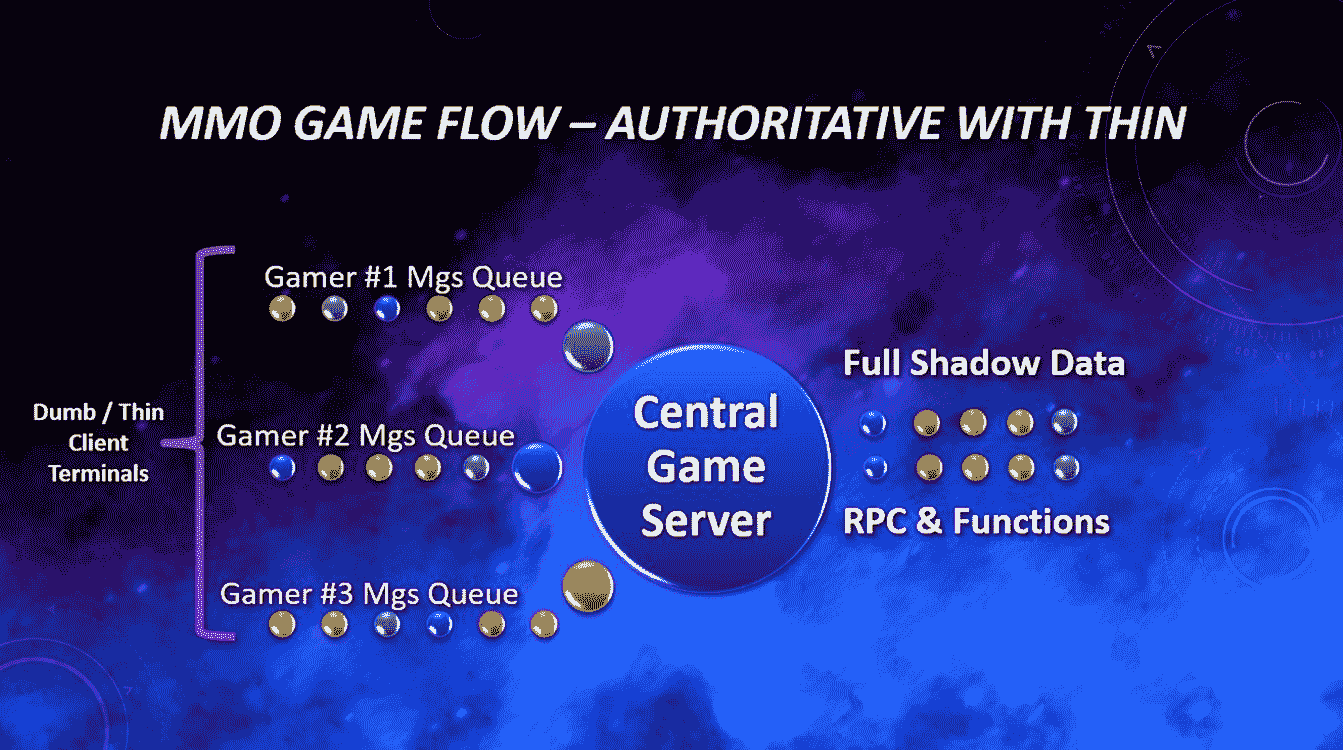 MMO GAME FLOW – AUTHORITATIVE WITH THIN
Gamer #1 Mgs Queue
Dumb / Thin
Client
Terminals
Gamer #2 Mgs Queue
Gamer #3 Mgs Queue
Central
Game
Server
Full Shadow Data
RPC & Functions